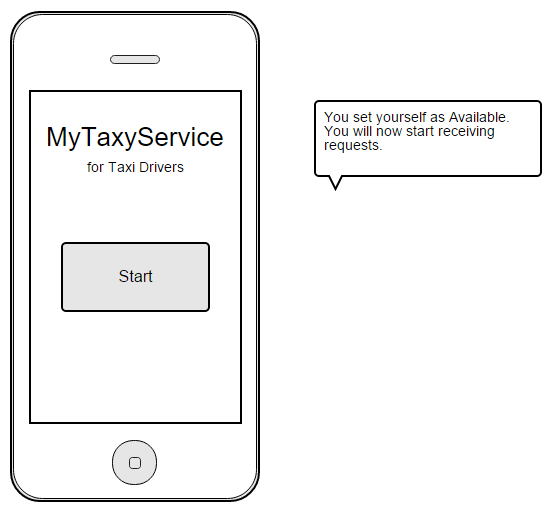 MyTaxyService
for Taxi Drivers
Start
You set yourself as Available.
You will now start receiving
requests.